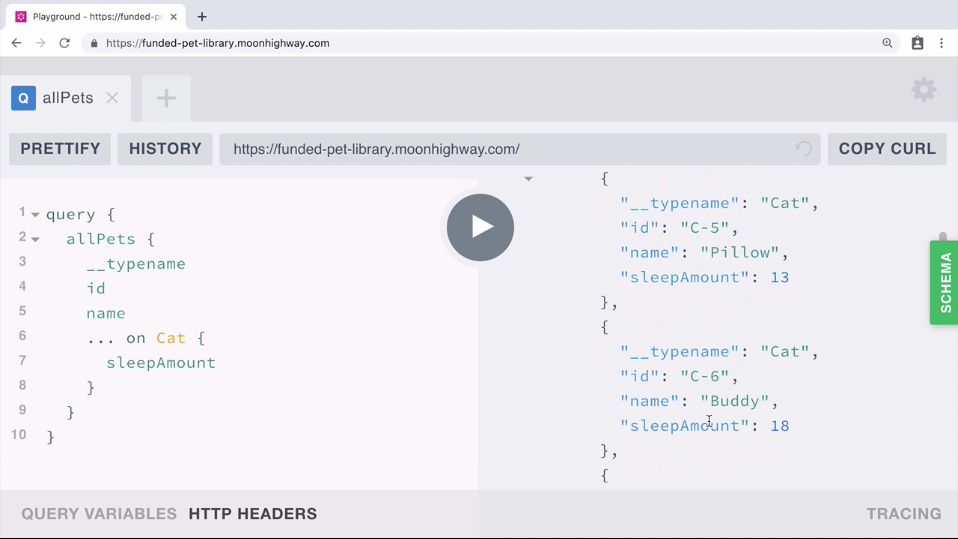 Playground - https://funded-pe
https://funded-pet-library.moonhighway.com
Q allPets
PRETTIFY HISTORY https://funded-pet-library.moonhighway.com/ COPY CURL
1 query {
2 allPets {
3 __typename
4 id
5 name
6 ... on Cat {
7 sleepAmount
8 }
9 }
10 }
{
"__typename": "Cat",
"id": "C-5",
"name": "Pillow",
"sleepAmount": 13
},
{
"__typename": "Cat",
"id": "C-6",
"name": "Buddy",
"sleepAmount": 18
},
{
SCHEMA
QUERY VARIABLES HTTP HEADERS TRACING